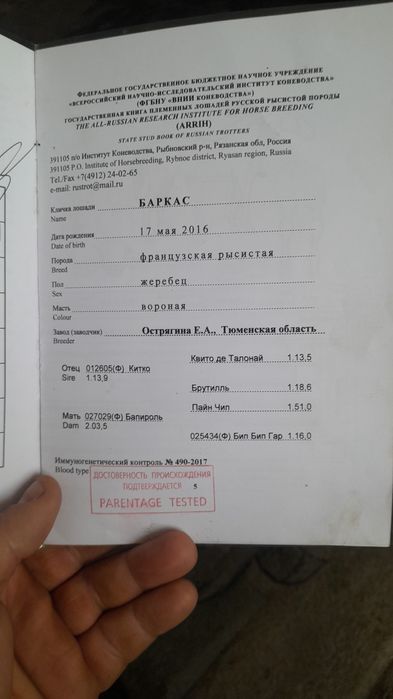 ФЕДЕРАЛЬНОЕ ГОСУДАРСТВЕННОЕ БЮДЖЕТНОЕ НАУЧНОЕ УЧРЕЖДЕНИЕ
«ВСЕРОССИЙСКИЙ НАУЧНО-ИССЛЕДОВАТЕЛЬСКИЙ ИНСТИТУТ КОНЕВОДСТВА»
(ФГБНУ «ВНИИ КОНЕВОДСТВА»)
ГОСУДАРСТВЕННАЯ КНИГА ПЛЕМЕННЫХ ЛОШАДЕЙ РУССКОЙ РЫСИСТОЙ ПОРОДЫ
THE ALL-RUSSIAN RESEARCH INSTITUTE FOR HORSE BREEDING
(ARRIH)
STATE STUD BOOK OF RUSSIAN TROTTERS
391105 п/о Институт Коневодства, Рыбновский р-н, Рязанская обл, Россия
391105 P.O. Institute of Horsebreeding, Rybnoe district, Ryasan region, Russia
Tel./Fax +7(4912) 24-02-65
e-mail: rustrot@mail.ru
Кличка лошади БАРКАС
Name
Дата рождения 17 мая 2016
Date of birth
Порода французская рысистая
Breed
Пол жеребец
Sex
Масть вороная
Colour
Завод (заводчик) Острягина Е.А., Тюменская область
Breeder
Квито де Талонай 1.13,5
Отец 012605(Ф) Китко
Sire 1.13,9
Брутилль 1.18,6
Пайн Чип 1.51,0
Мать 027029(Ф) Бапироль
Dam 2.03,5
025434(Ф) Бип Бип Гар 1.16,0
Иммуногенетический контроль № 490-2017
Blood type
ДОСТОВЕРНОСТЬ ПРОИСХОЖДЕНИЯ
ПОДТВЕРЖДАЕТСЯ 5
PARENTAGE TESTED